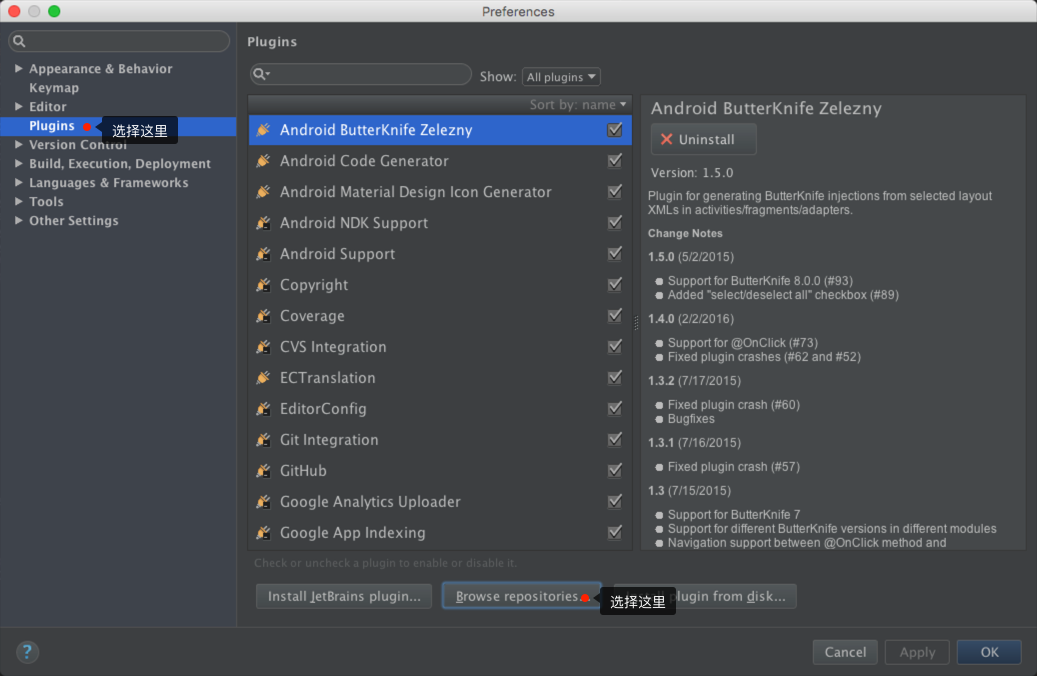 Preferences
Appearance & Behavior
Keymap
Editor
Plugins
选择这里
Version Control
Build, Execution, Deployment
Languages & Frameworks
Tools
Other Settings
Plugins
Show: All plugins
Sort by: name
Android ButterKnife Zelezny
Android Code Generator
Android Material Design Icon Generator
Android NDK Support
Android Support
Copyright
Coverage
CVS Integration
ECTranslation
EditorConfig
Git Integration
GitHub
Google Analytics Uploader
Google App Indexing
Check or uncheck a plugin to enable or disable it.
Android ButterKnife Zelezny
Uninstall
Version: 1.5.0
Plugin for generating ButterKnife injections from selected layout
XMLs in activities/fragments/adapters.
Change Notes
1.5.0 (5/2/2015)
Support for ButterKnife 8.0.0 (#93)
Added "select/deselect all" checkbox (#89)
1.4.0 (2/2/2016)
Support for @OnClick (#73)
Fixed plugin crashes (#62 and #52)
1.3.2 (7/17/2015)
Fixed plugin crash (#60)
Bugfixes
1.3.1 (7/16/2015)
Fixed plugin crash (#57)
1.3 (7/15/2015)
Support for ButterKnife 7
Support for different ButterKnife versions in different modules
Navigation support between @OnClick method and
Install JetBrains plugin...
Browse repositories..
选择这里
plugin from disk...
?
Cancel
Apply
OK